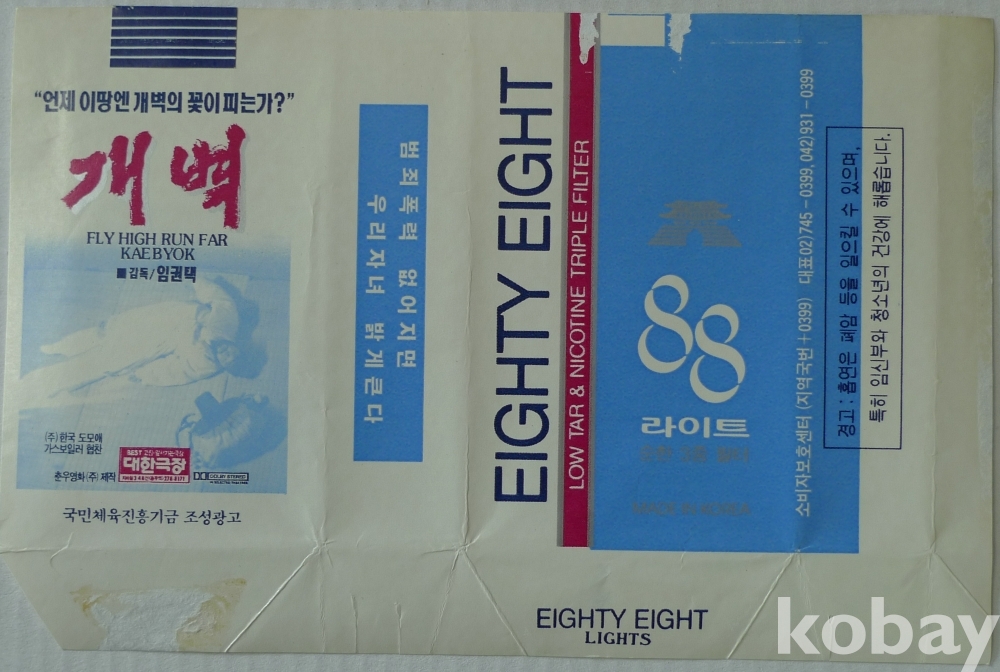 “언제 이땅엔 개벽의 꽃이 피는가?”
개벽
FLY HIGH RUN FAR
KAEBYOK
■감독/임권택
(주)한국 도모애
가스보일러 협찬
춘우영화(주) 제작
대한극장
DOLBY STEREO
국민체육진흥기금 조성광고
범죄폭력 없어지면
우리자녀 밝게큰다
EIGHTY EIGHT
LOW TAR & NICOTINE TRIPLE FILTER
88
라이트
MADE IN KOREA
소비자보호센터 (지역국번+0399) 대표02)745-0399, 042)931-0399
경고 : 흡연은 폐암 등을 일으킬 수 있으며,
특히 임신부와 청소년의 건강에 해롭습니다.
EIGHTY EIGHT
LIGHTS
kobay